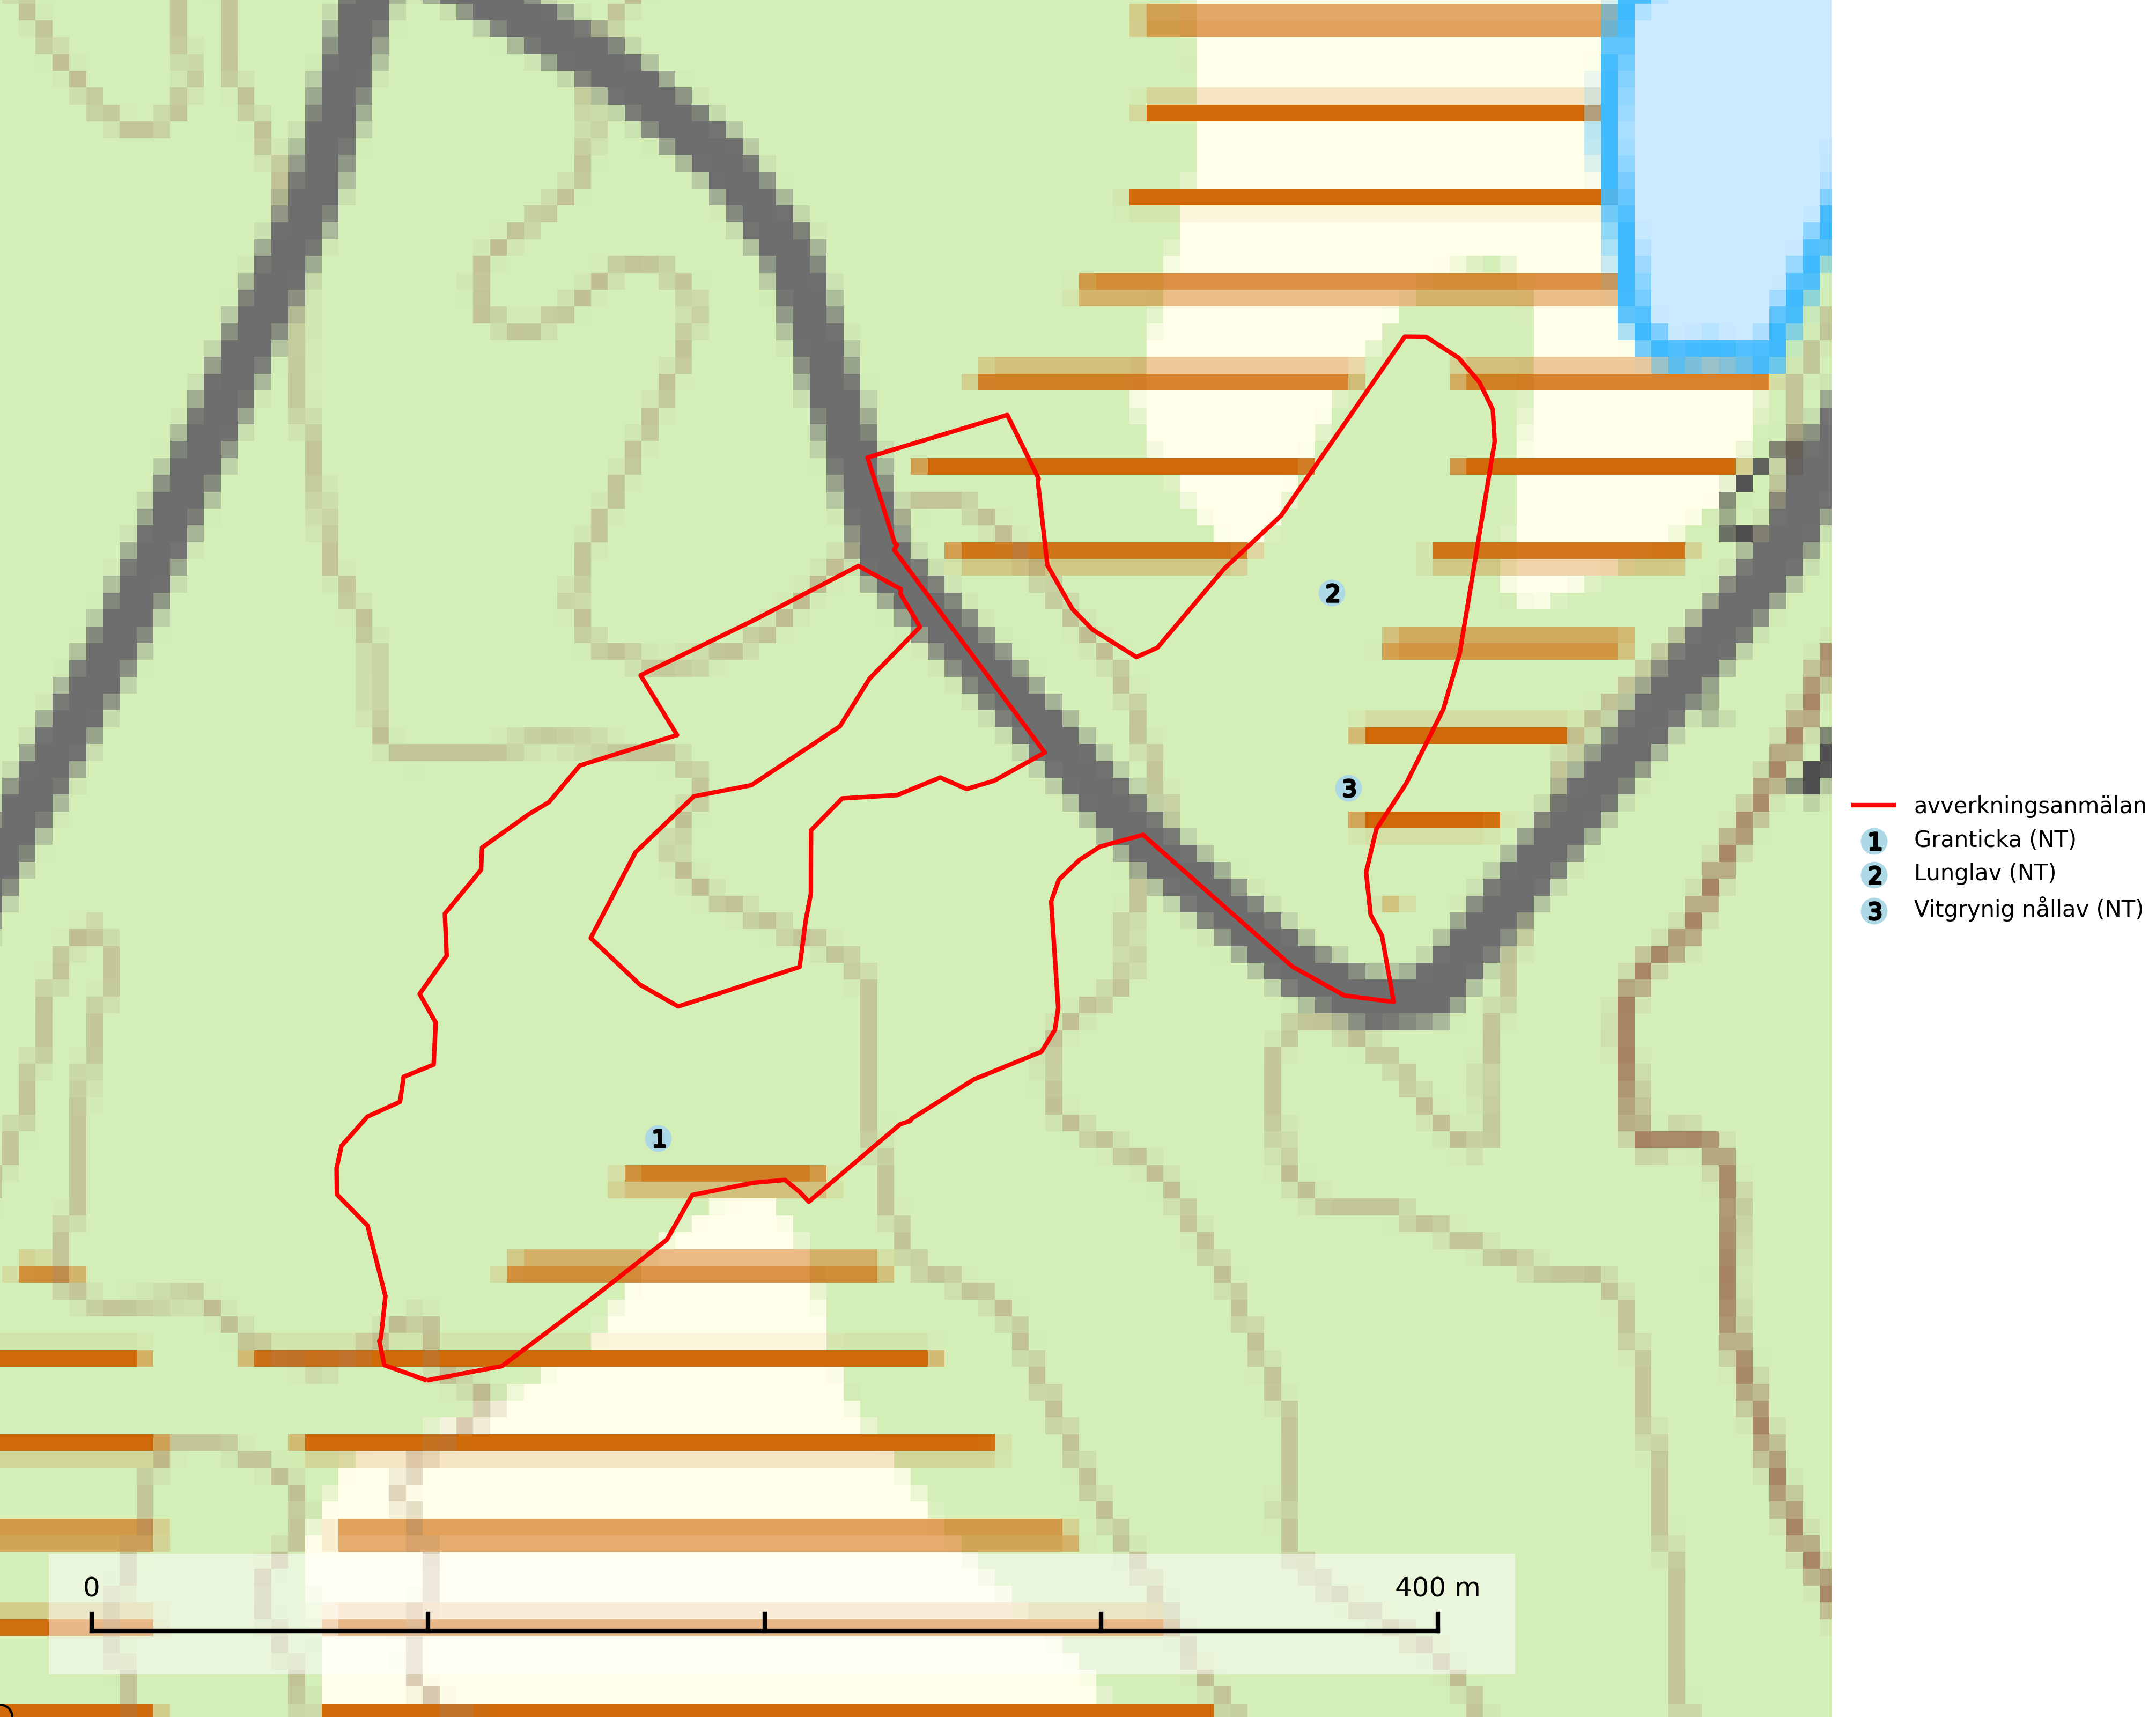 2
3
1
avverkningsanmälan
1 Granticka (NT)
2 Lunglav (NT)
3 Vitgrynig nållav (NT)
0 400 m